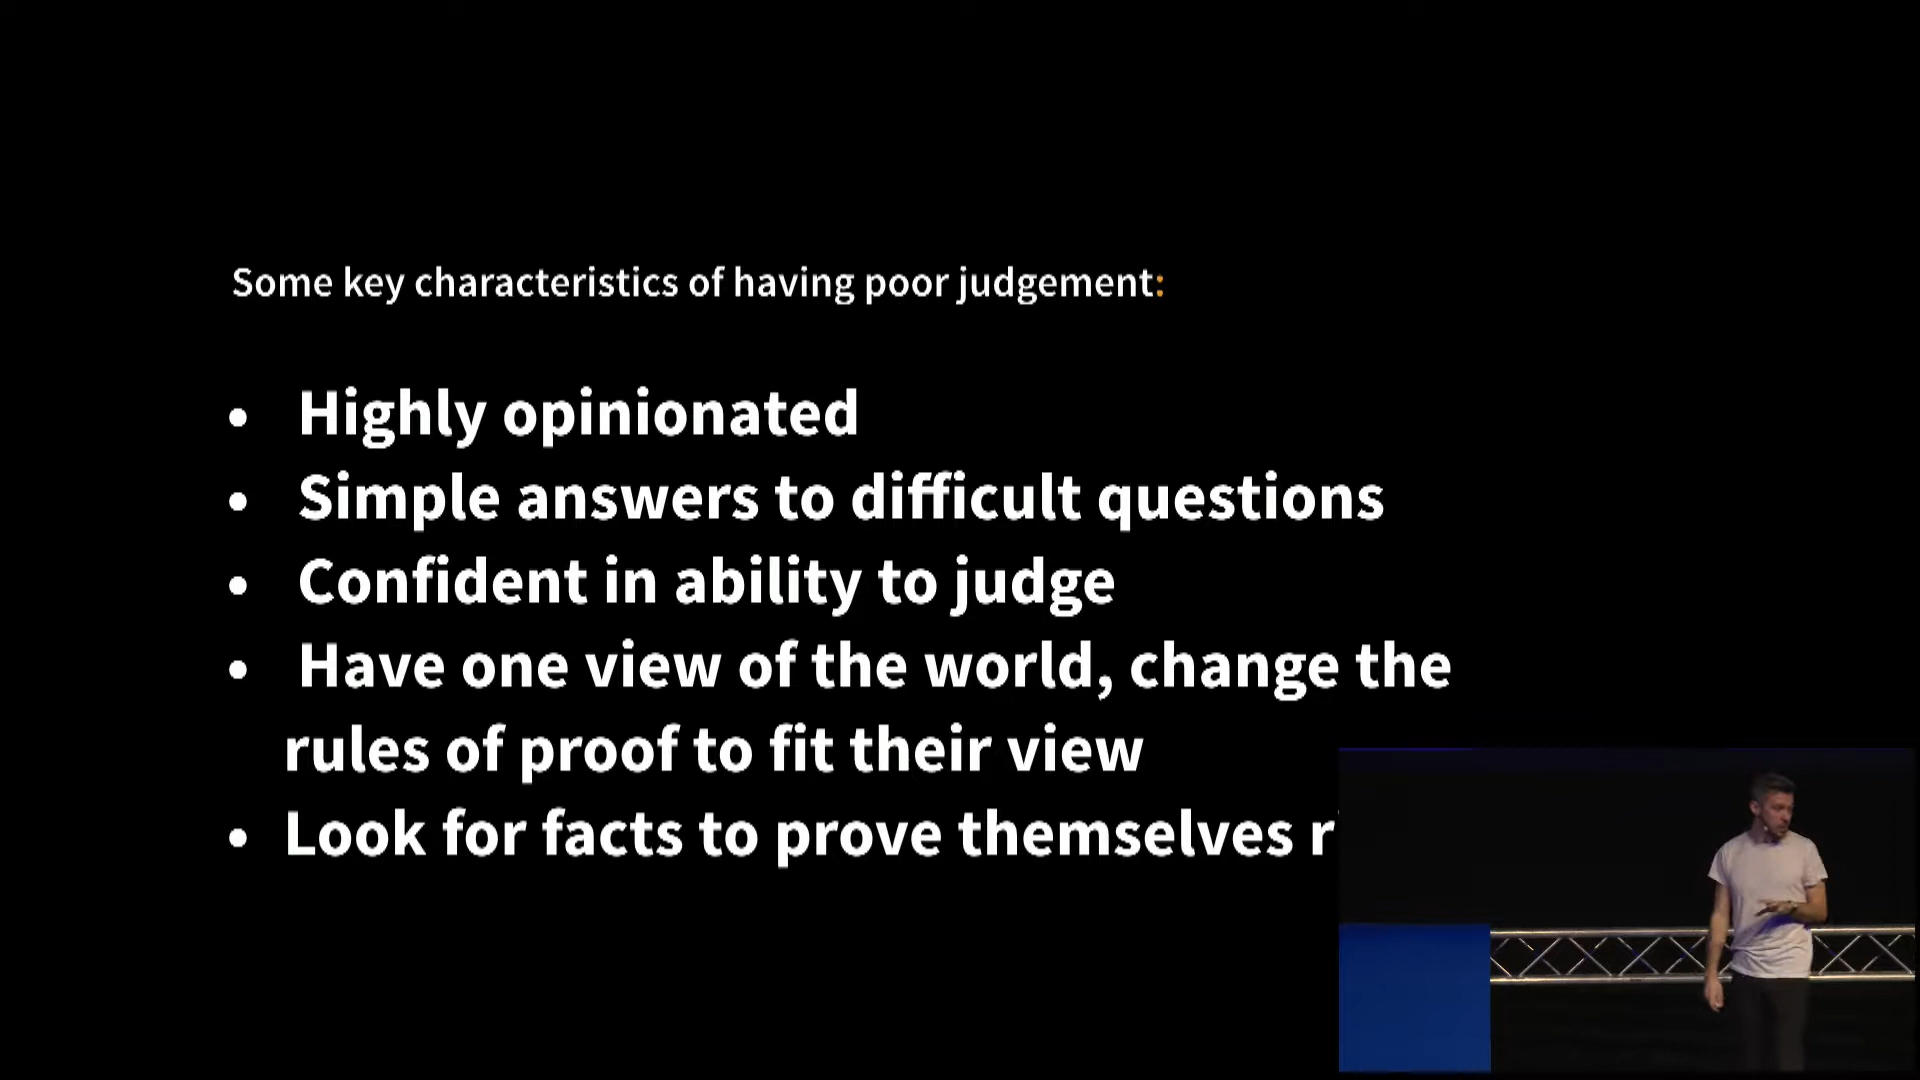 Some key characteristics of having poor judgement:
• Highly opinionated
• Simple answers to difficult questions
• Confident in ability to judge
• Have one view of the world, change the
rules of proof to fit their view
• Look for facts to prove themselves